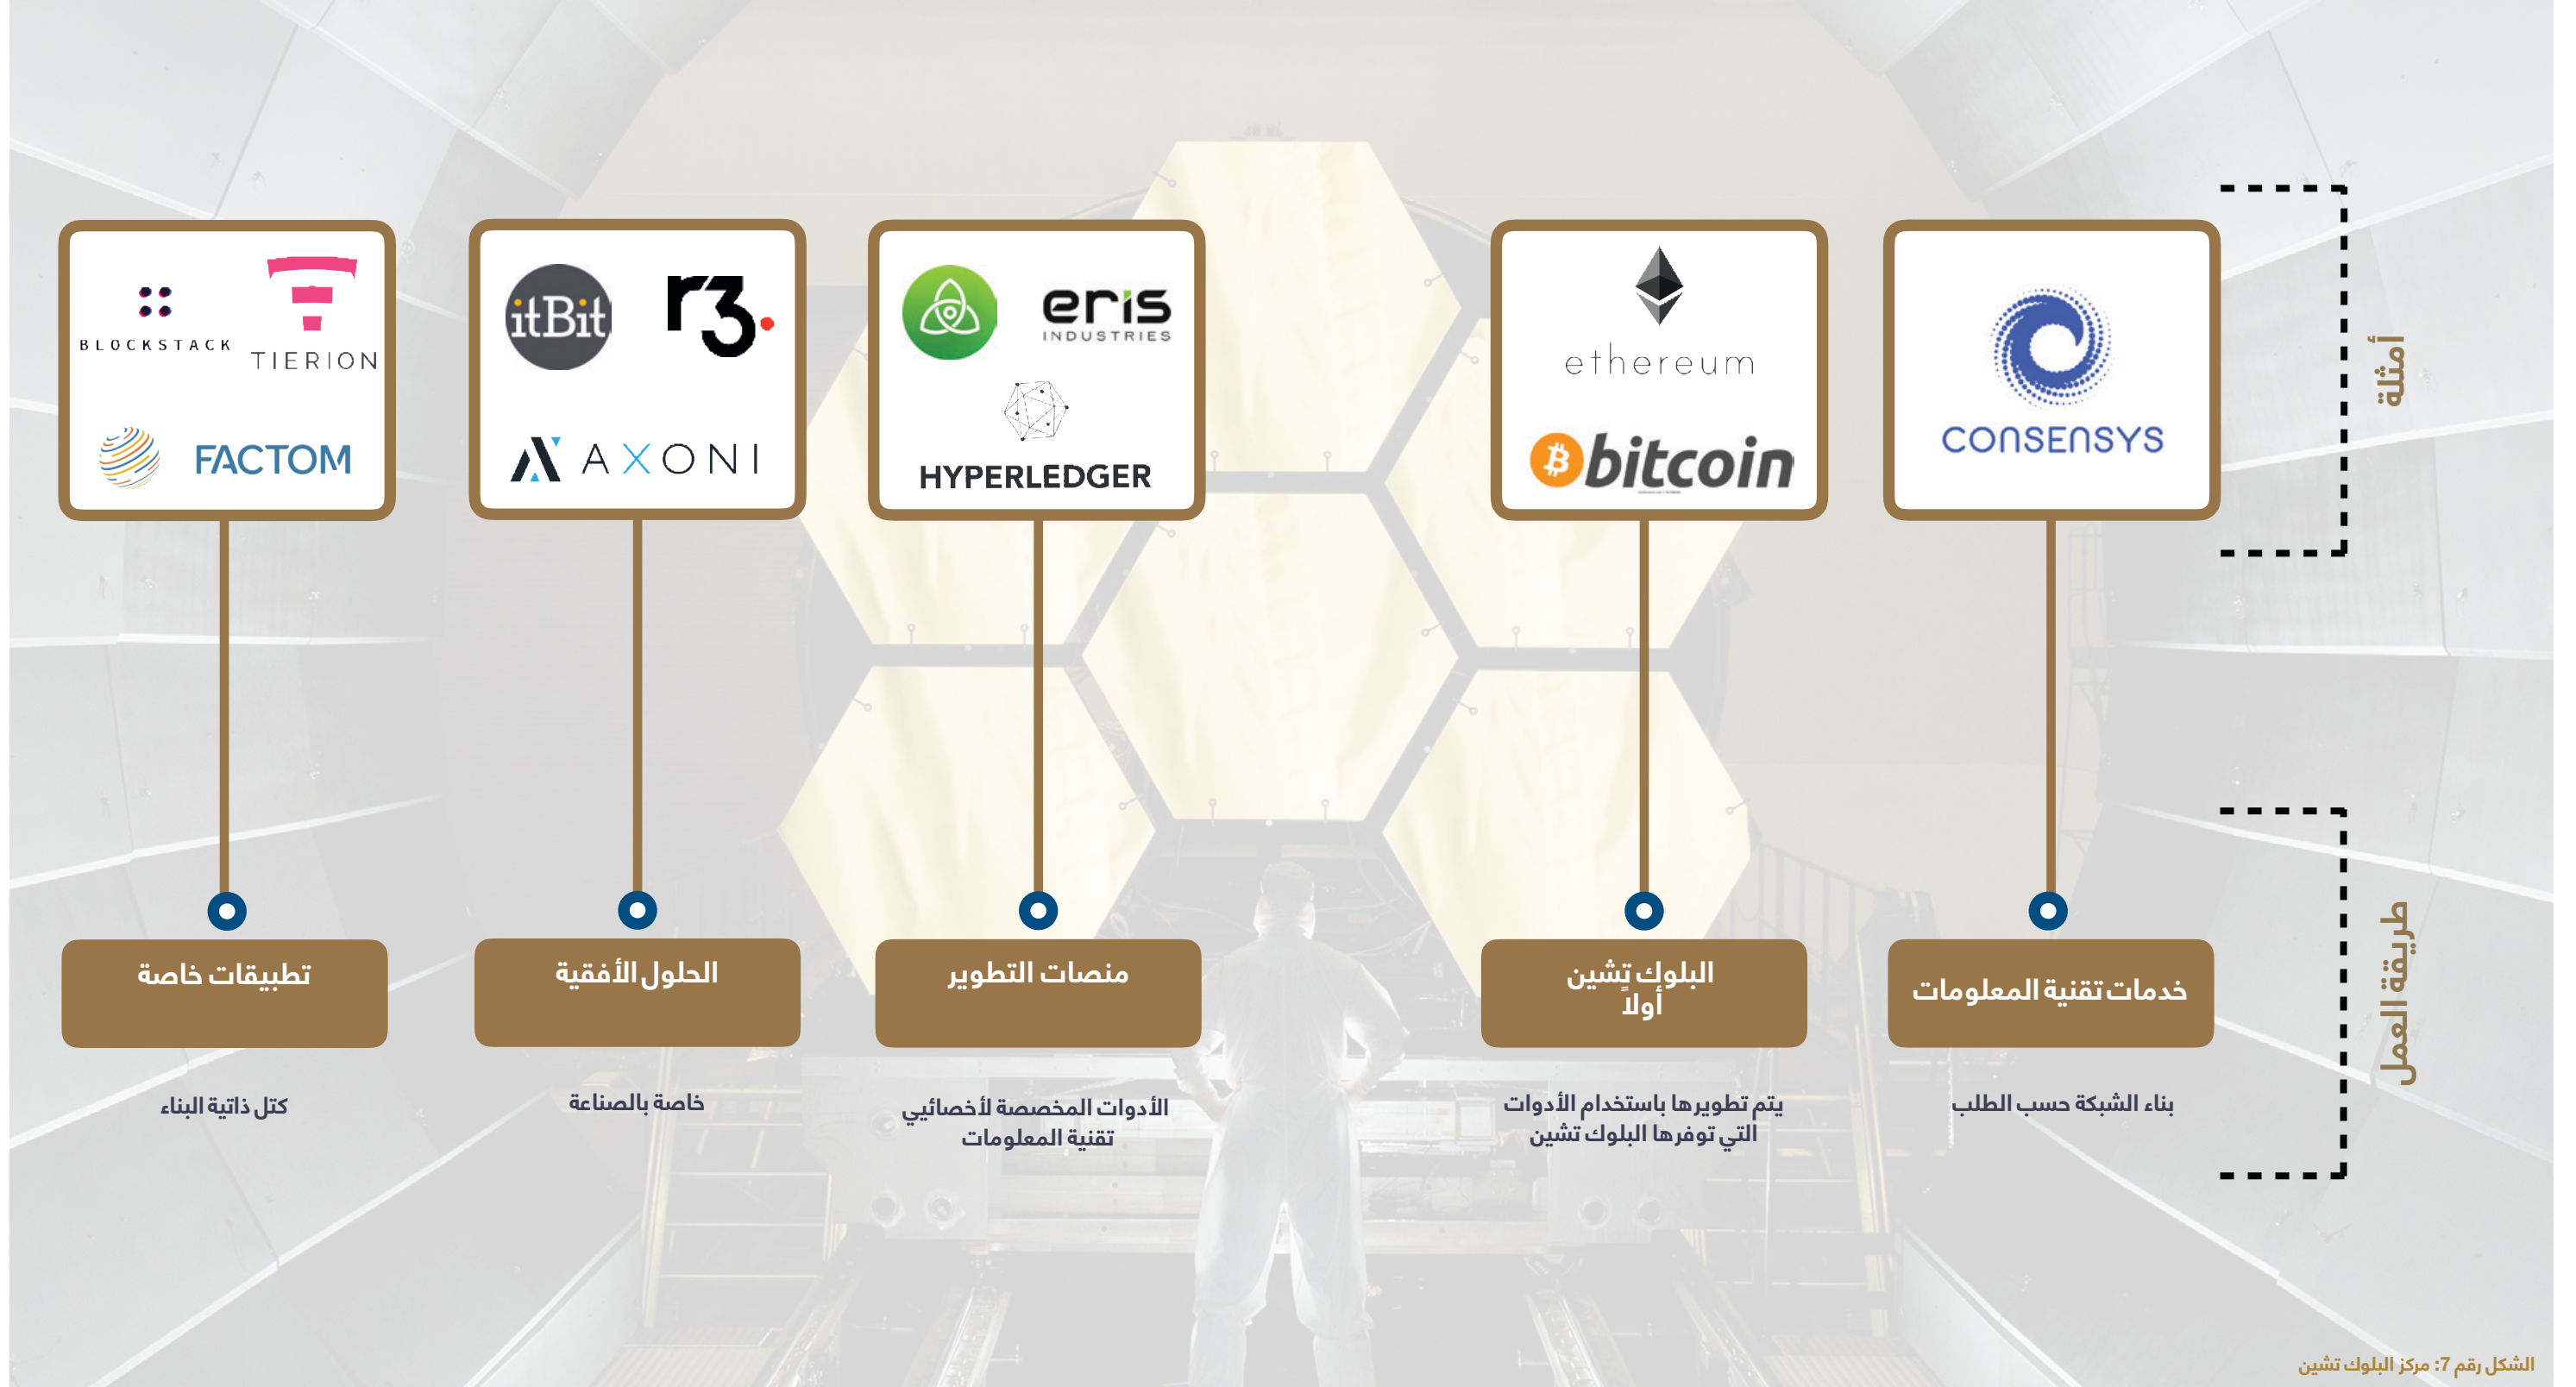 أمثلة
CONSENSYS
ethereum
bitcoin
eris
INDUSTRIES
HYPERLEDGER
itBit
r3.
AXONI
BLOCKSTACK
TIERION
FACTOM
طريقة العمل
خدمات تقنية المعلومات
بناء الشبكة حسب الطلب
البلوك تشين
أولاً
يتم تطويرها باستخدام الأدوات
التي توفرها البلوك تشين
منصات التطوير
الأدوات المخصصة لأخصائيي
تقنية المعلومات
الحلول الأفقية
خاصة بالصناعة
تطبيقات خاصة
كتل ذاتية البناء
الشكل رقم 7: مركز البلوك تشين